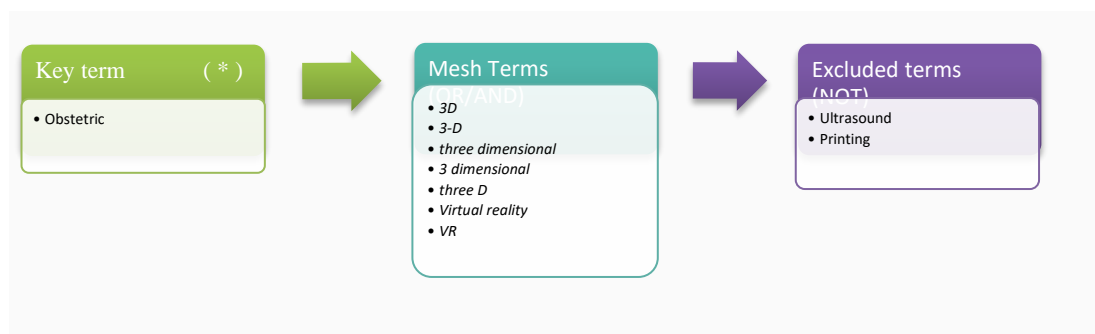 Key term ( * )
• Obstetric
Mesh Terms
(OR/AND)
• 3D
• 3-D
• three dimensional
• 3 dimensional
• three D
• Virtual reality
• VR
Excluded terms
(NOT)
• Ultrasound
• Printing